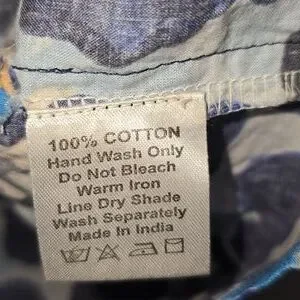 100% COTTON
Hand Wash Only
Do Not Bleach
Warm Iron
Line Dry Shade
Wash Separately
Made In India